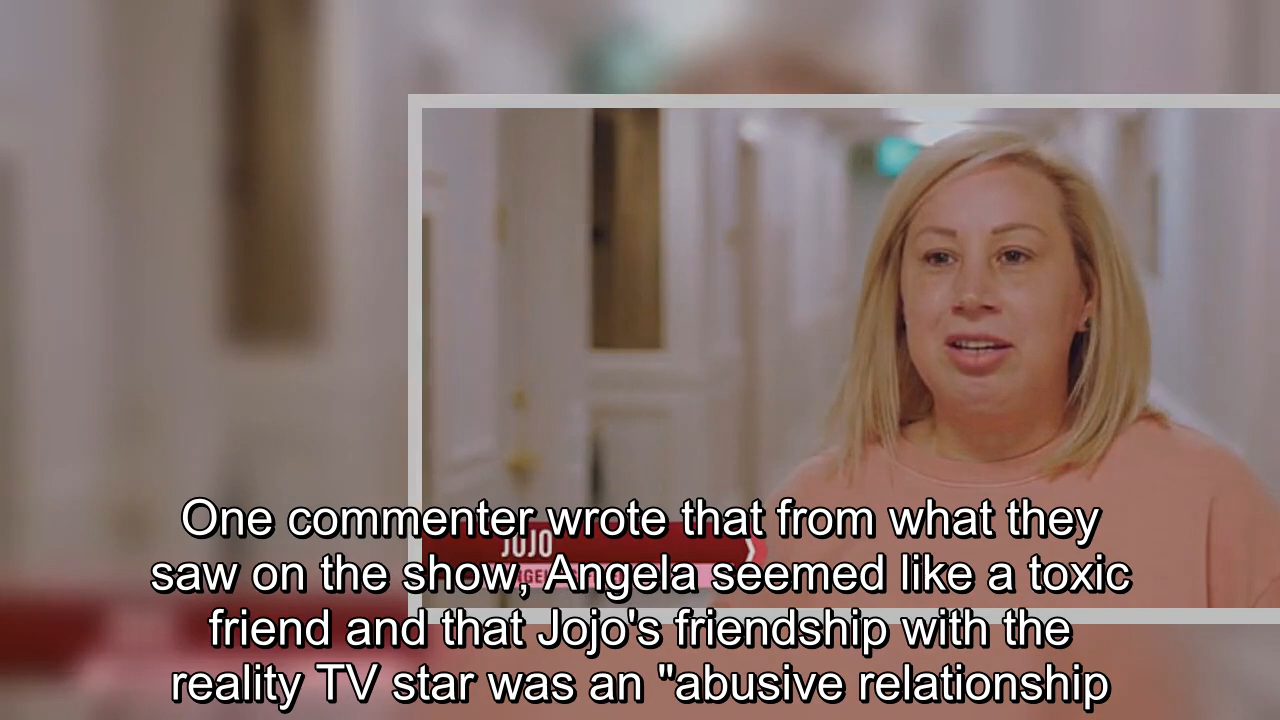 One commenter wrote that from what they
JOJO
saw on the show, Angela seemed like a toxic
friend and that Jojo's friendship with the
reality TV star was an "abusive relationship